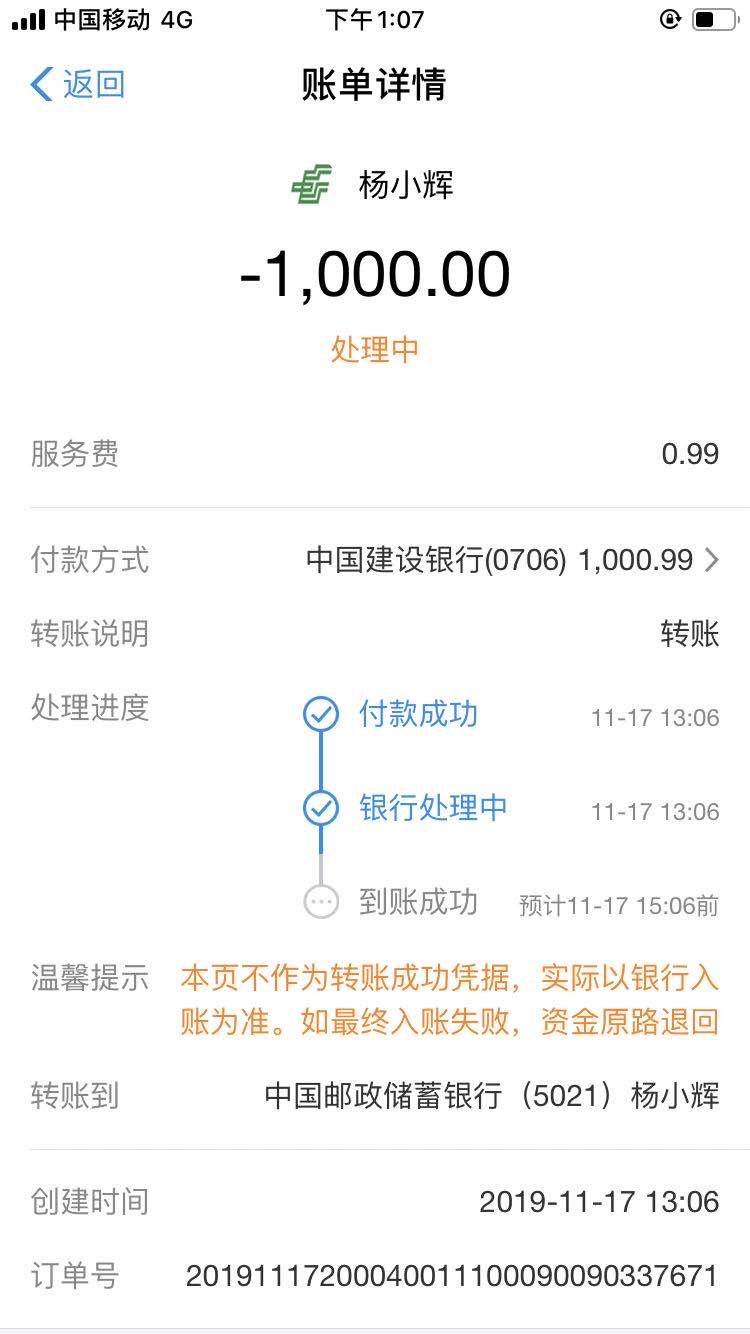 中国移动 4G 下午1:07
返回 账单详情
杨小辉
-1,000.00
处理中
服务费 0.99
付款方式 中国建设银行(0706) 1,000.99
转账说明 转账
处理进度 付款成功 11-17 13:06
银行处理中 11-17 13:06
到账成功 预计11-17 15:06前
温馨提示 本页不作为转账成功凭据，实际以银行入
账为准。如最终入账失败，资金原路退回
转账到 中国邮政储蓄银行（5021）杨小辉
创建时间 2019-11-17 13:06
订单号 20191117200040011100090090337671